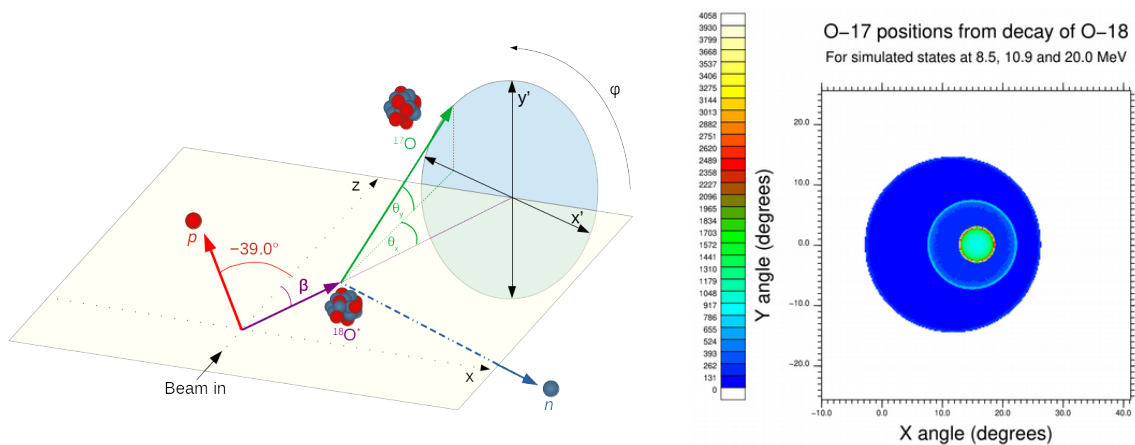 y'
φ
¹⁷O
z
θy
x'
θx
p
−39.0°
β
¹⁸O*
Beam in
x
n
O−17 positions from decay of O−18
For simulated states at 8.5, 10.9 and 20.0 MeV
4058
3930
3799
3668
3537
3406
3275
3144
3013
2882
2751
2620
2489
2358
2227
2096
1965
1834
1703
1572
1441
1310
1179
1048
917
786
655
524
393
262
131
0
Y angle (degrees)
20.0
10.0
0.0
−10.0
−20.0
−10.0 0.0 10.0 20.0 30.0 40.0
X angle (degrees)